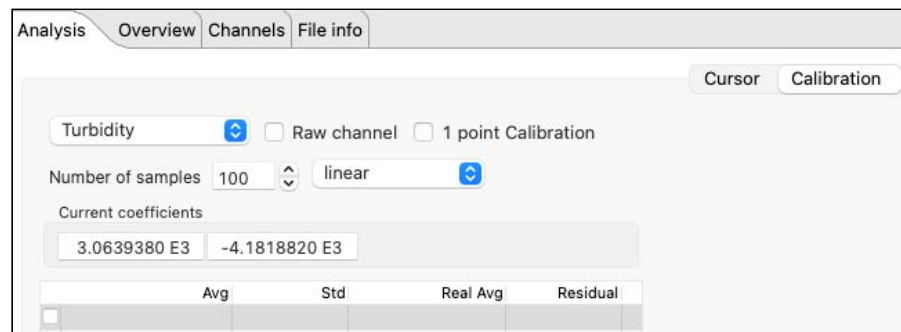 Analysis Overview Channels File info
Cursor Calibration
Turbidity Raw channel 1 point Calibration
Number of samples 100 linear
Current coefficients
3.0639380 E3 -4.1818820 E3
Avg Std Real Avg Residual